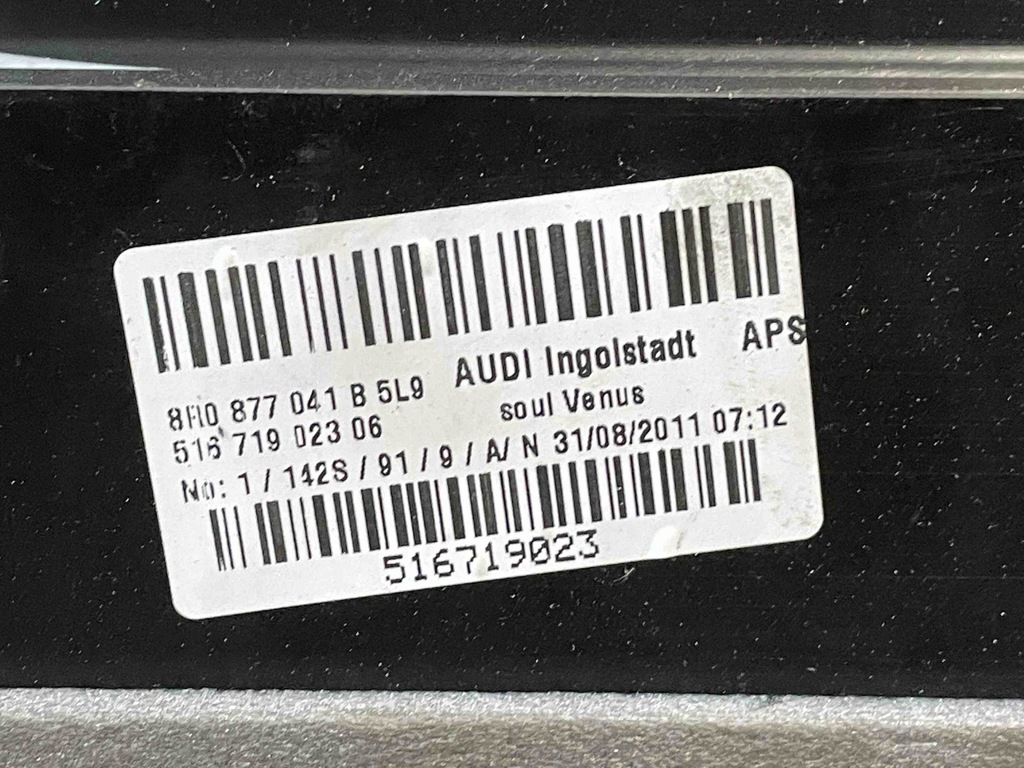 8R0 877 041 B 5L9 AUDI Ingolstadt APS
516 719 023 06 soul Venus
No: 1 / 142S / 91 / 9 / A/ N 31/08/2011 07:12
516719023